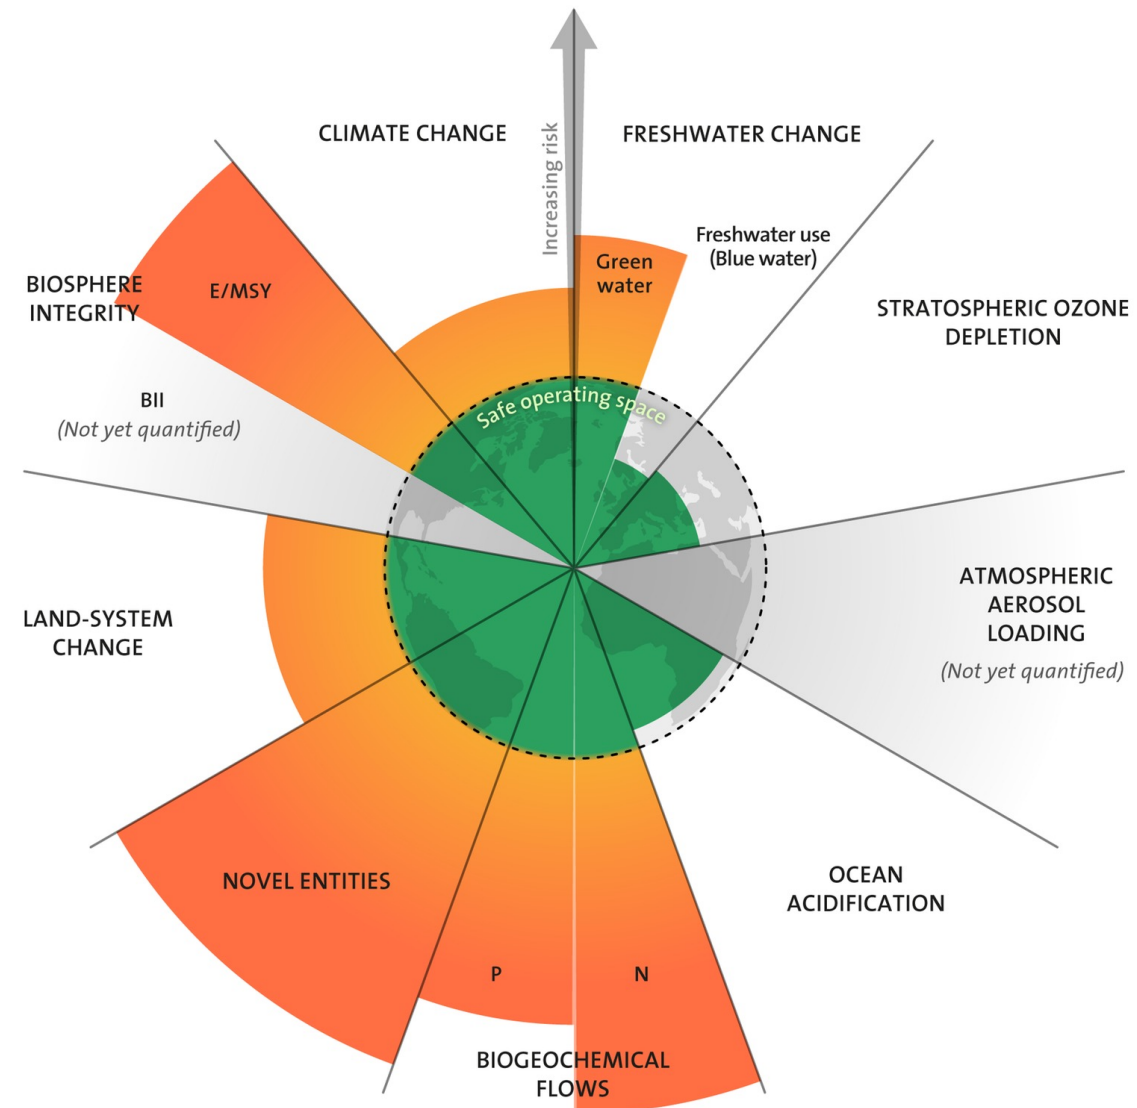 CLIMATE CHANGE
FRESHWATER CHANGE
Increasing risk
Freshwater use
(Blue water)
Green
water
BIOSPHERE
INTEGRITY
E/MSY
STRATOSPHERIC OZONE
DEPLETION
BII
(Not yet quantified)
Safe operating space
ATMOSPHERIC
AEROSOL
LOADING
(Not yet quantified)
LAND-SYSTEM
CHANGE
NOVEL ENTITIES
OCEAN
ACIDIFICATION
P
N
BIOGEOCHEMICAL
FLOWS